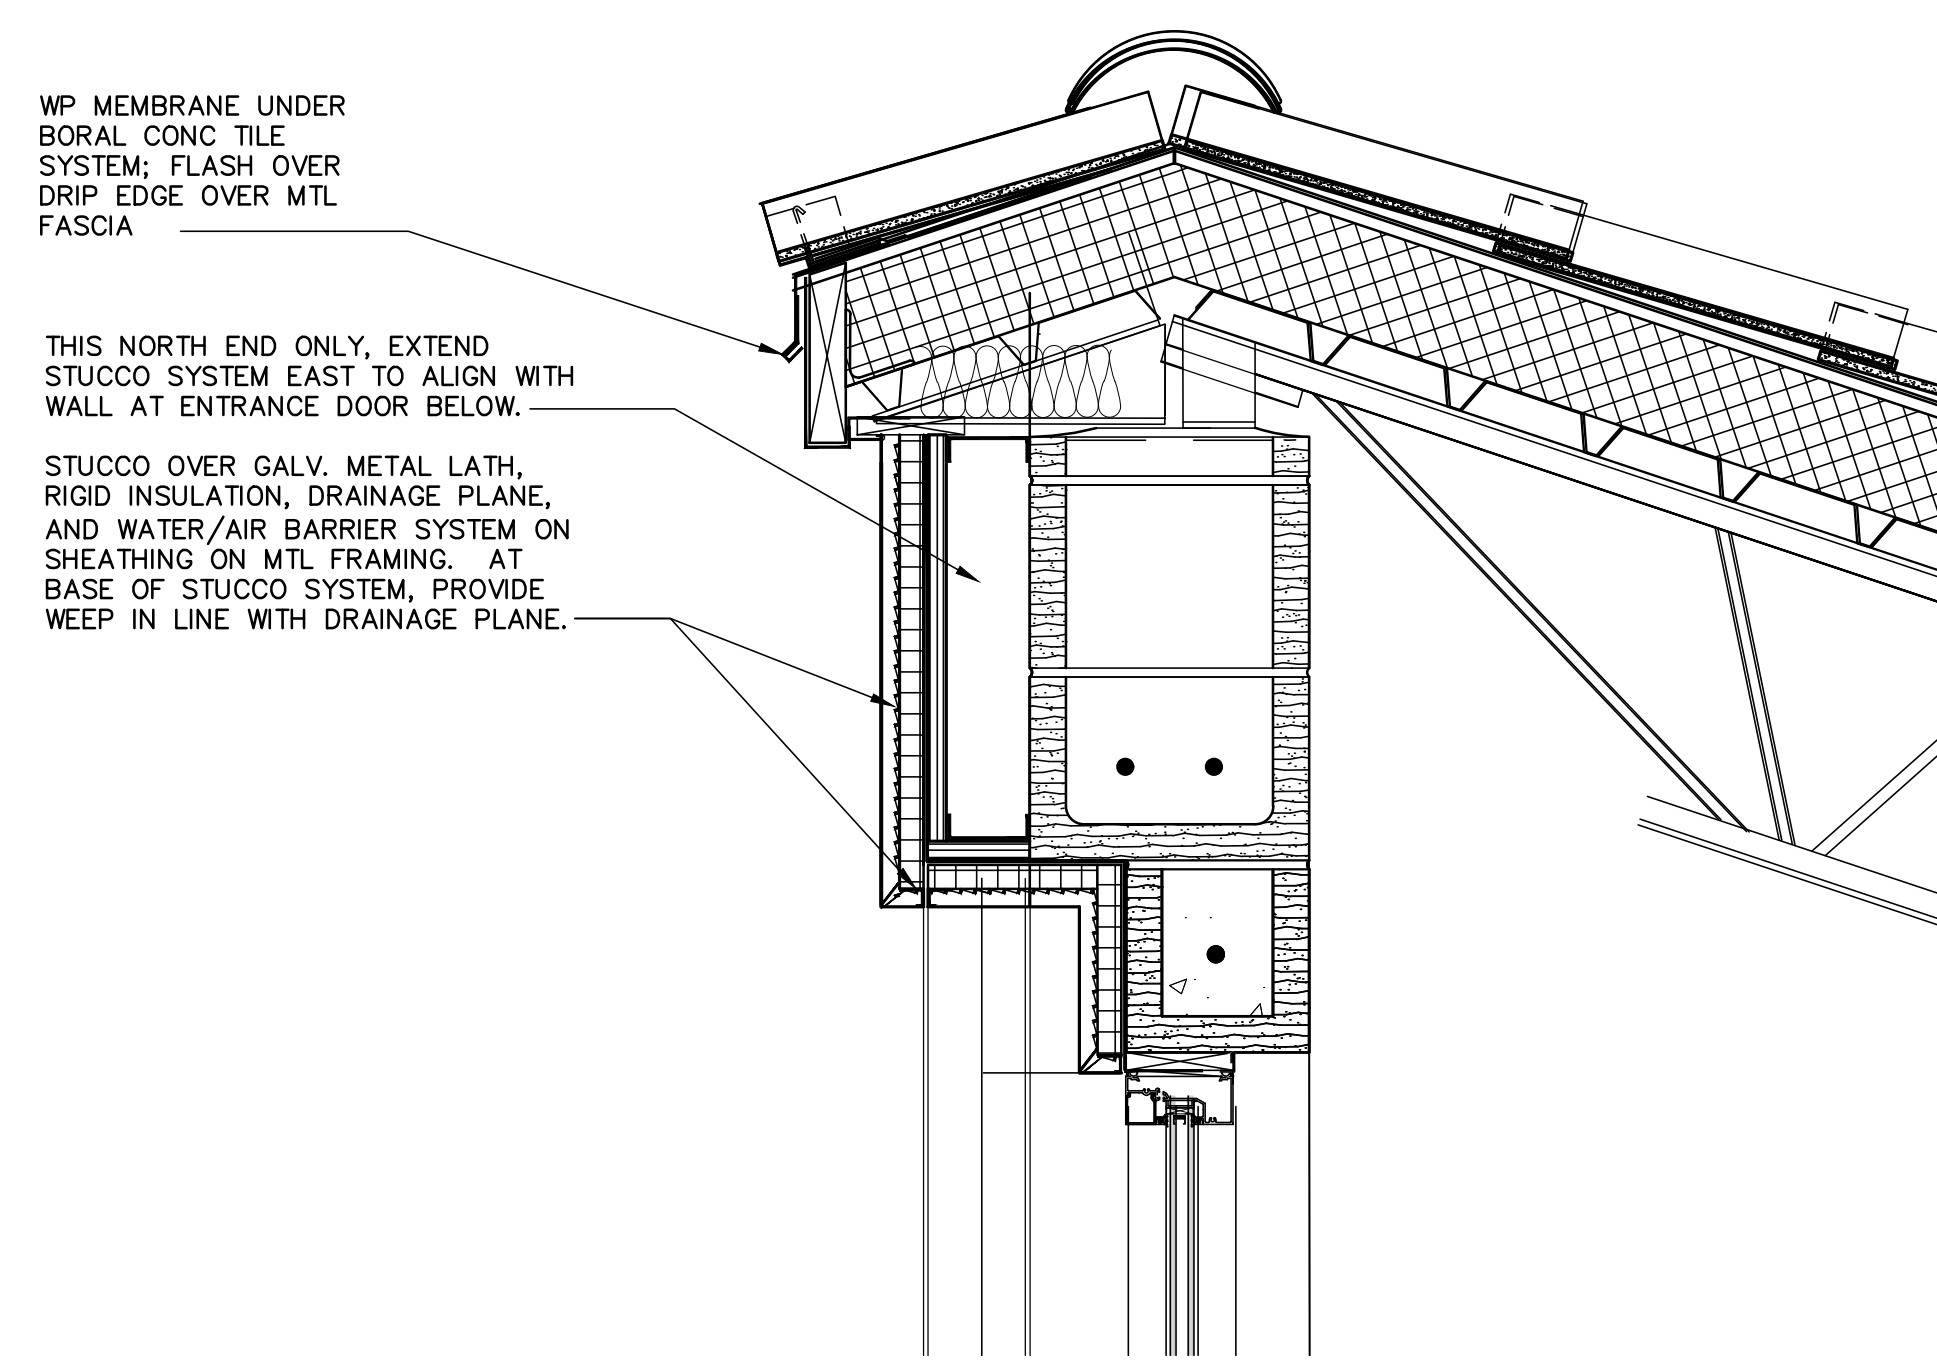 WP MEMBRANE UNDER
BORAL CONC TILE
SYSTEM; FLASH OVER
DRIP EDGE OVER MTL
FASCIA
THIS NORTH END ONLY, EXTEND
STUCCO SYSTEM EAST TO ALIGN WITH
WALL AT ENTRANCE DOOR BELOW.
STUCCO OVER GALV. METAL LATH,
RIGID INSULATION, DRAINAGE PLANE,
AND WATER/AIR BARRIER SYSTEM ON
SHEATHING ON MTL FRAMING. AT
BASE OF STUCCO SYSTEM, PROVIDE
WEEP IN LINE WITH DRAINAGE PLANE.